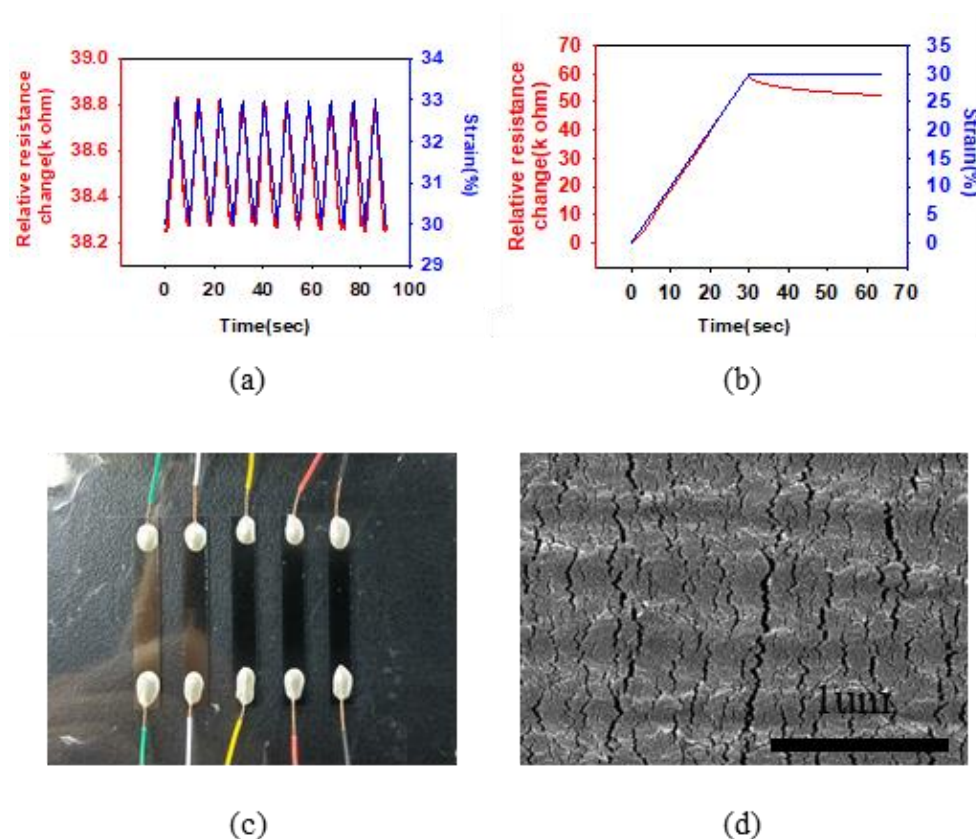 39.0
38.8
38.6
38.4
38.2
Relative resistance
change(k ohm)
34
33
32
31
30
29
Strain(%)
0 20 40 60 80 100
Time(sec)
(a)
70
60
50
40
30
20
10
0
Relative resistance
change(k ohm)
35
30
25
20
15
10
5
0
Strain(%)
0 10 20 30 40 50 60 70
Time(sec)
(b)
(c)
1um
(d)